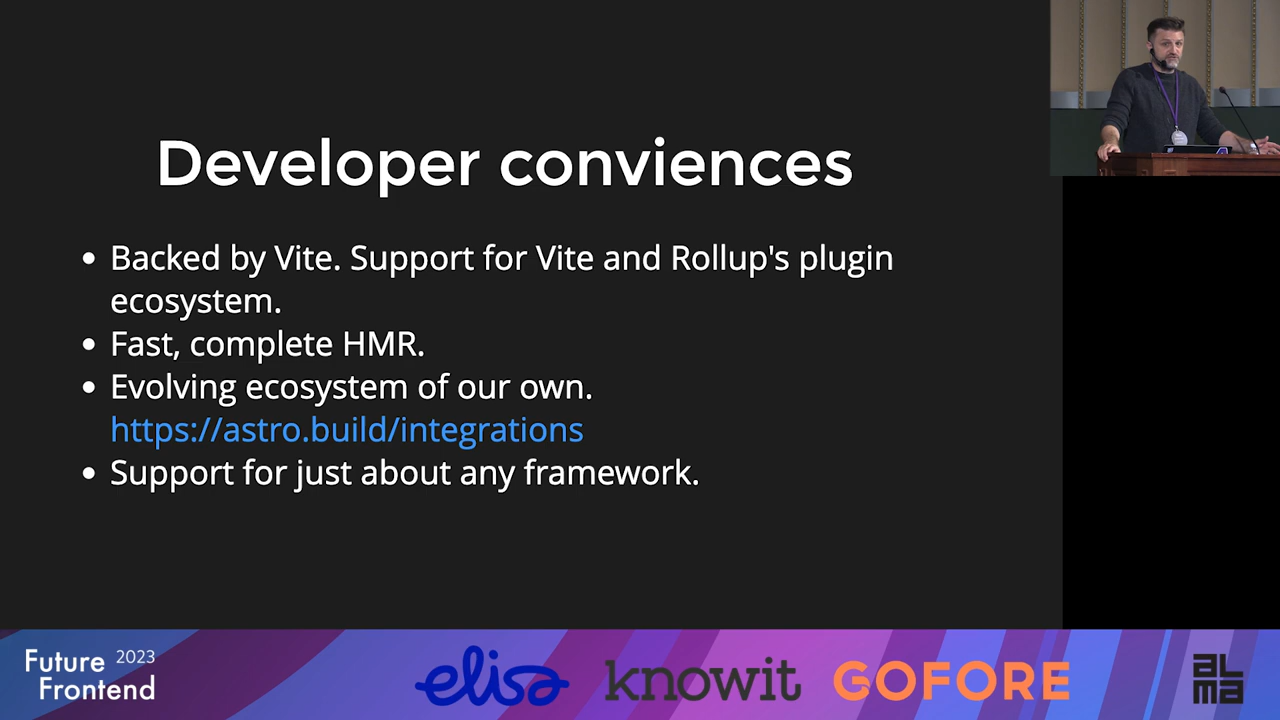 Developer conviences
Backed by Vite. Support for Vite and Rollup's plugin
ecosystem.
Fast, complete HMR.
Evolving ecosystem of our own.
https://astro.build/integrations
Support for just about any framework.
Future 2023
Frontend
elisa
knowit
GOFORE
aLma